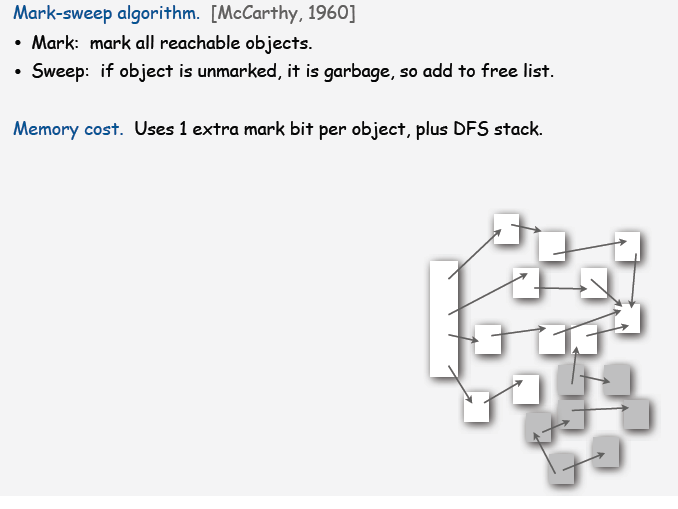 Mark-sweep algorithm. [McCarthy, 1960]
• Mark: mark all reachable objects.
• Sweep: if object is unmarked, it is garbage, so add to free list.
Memory cost. Uses 1 extra mark bit per object, plus DFS stack.